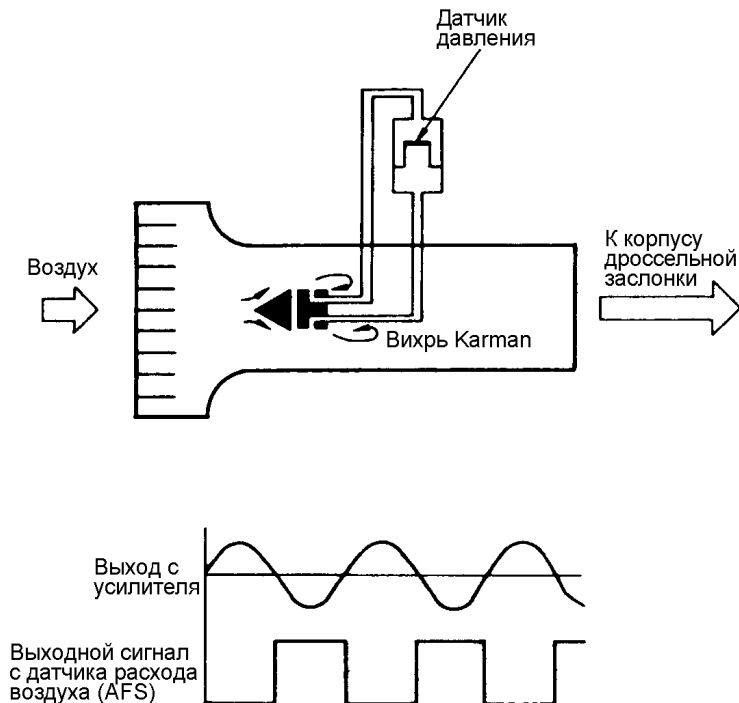 Датчик
давления
Воздух
К корпусу
дроссельной
заслонки
Вихрь Karman
Выход с
усилителя
Выходной сигнал
с датчика расхода
воздуха (AFS)